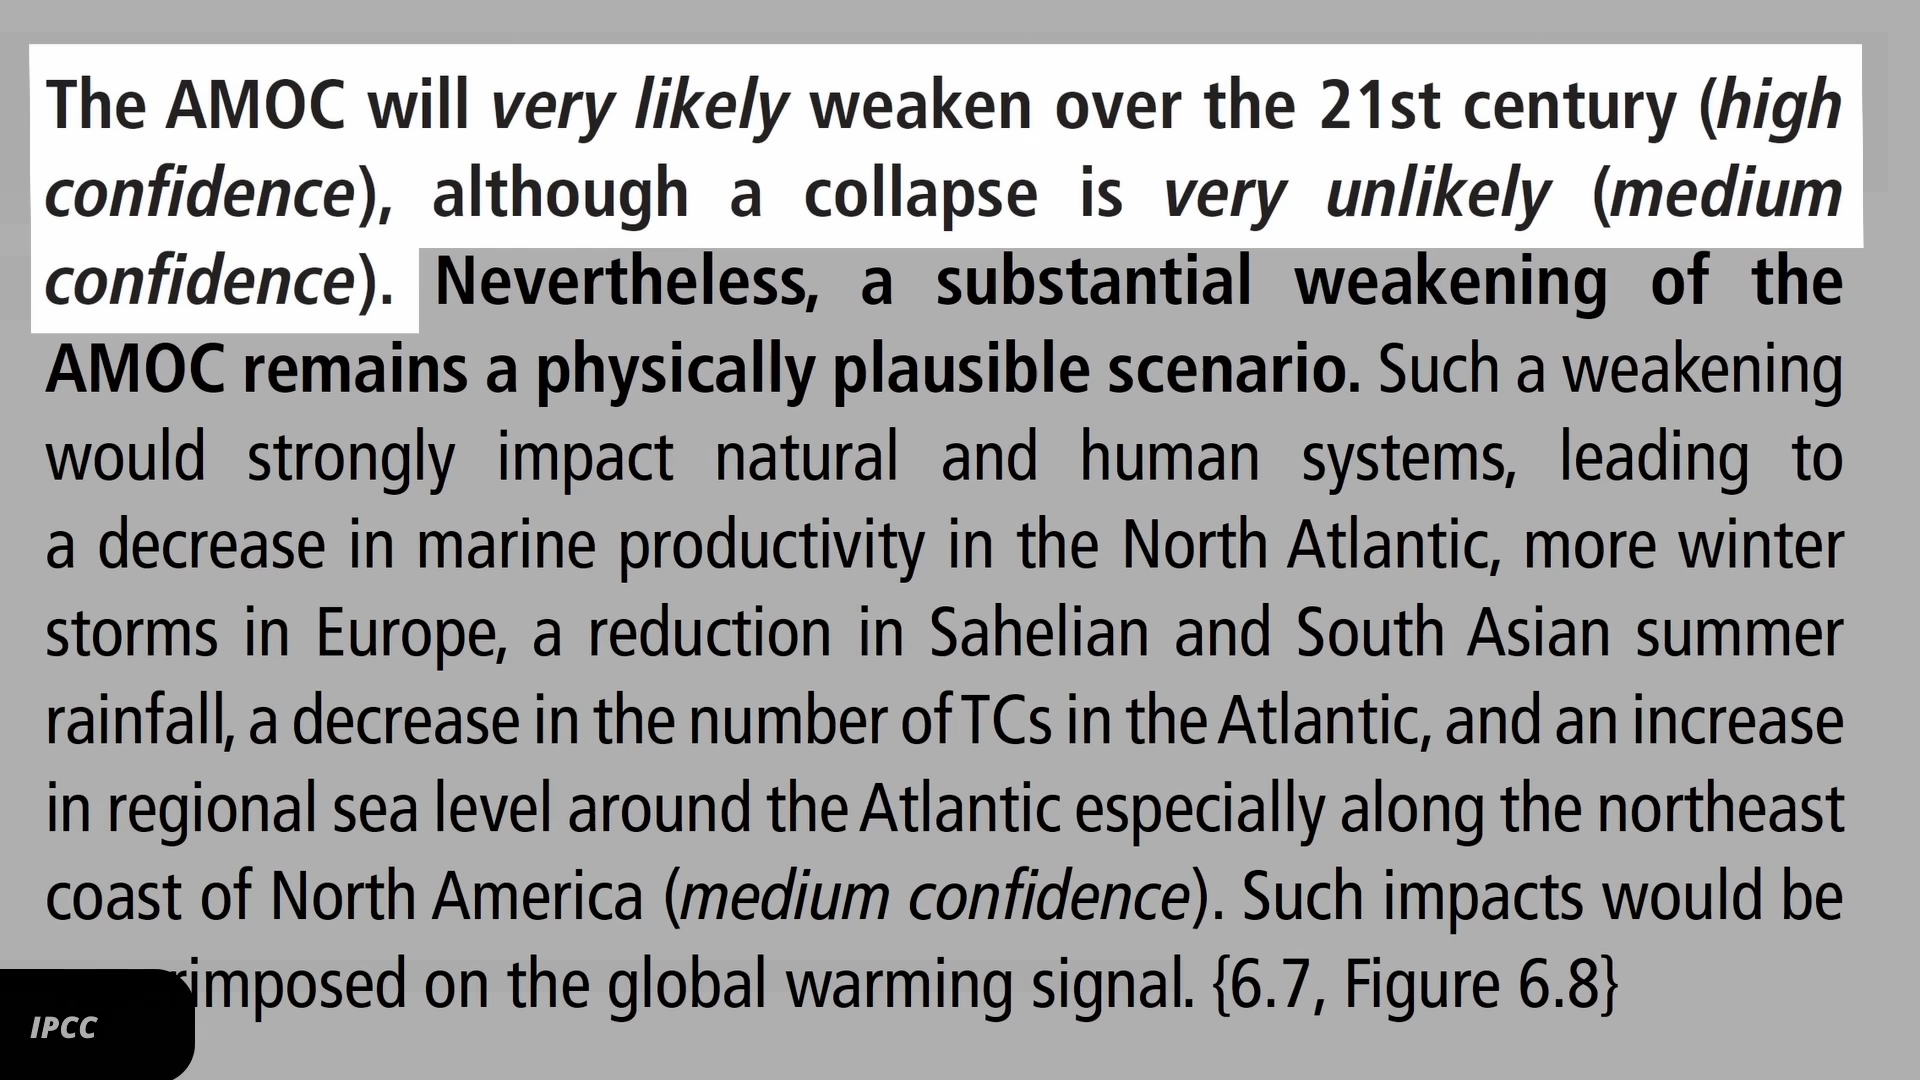 The AMOC will very likely weaken over the 21st century (high
confidence), although a collapse is very unlikely (medium
confidence). Nevertheless, a substantial weakening of the
AMOC remains a physically plausible scenario. Such a weakening
would strongly impact natural and human systems, leading to
a decrease in marine productivity in the North Atlantic, more winter
storms in Europe, a reduction in Sahelian and South Asian summer
rainfall, a decrease in the number of TCs in the Atlantic, and an increase
in regional sea level around the Atlantic especially along the northeast
coast of North America (medium confidence). Such impacts would be
rimposed on the global warming signal. {6.7, Figure 6.8}
IPCC